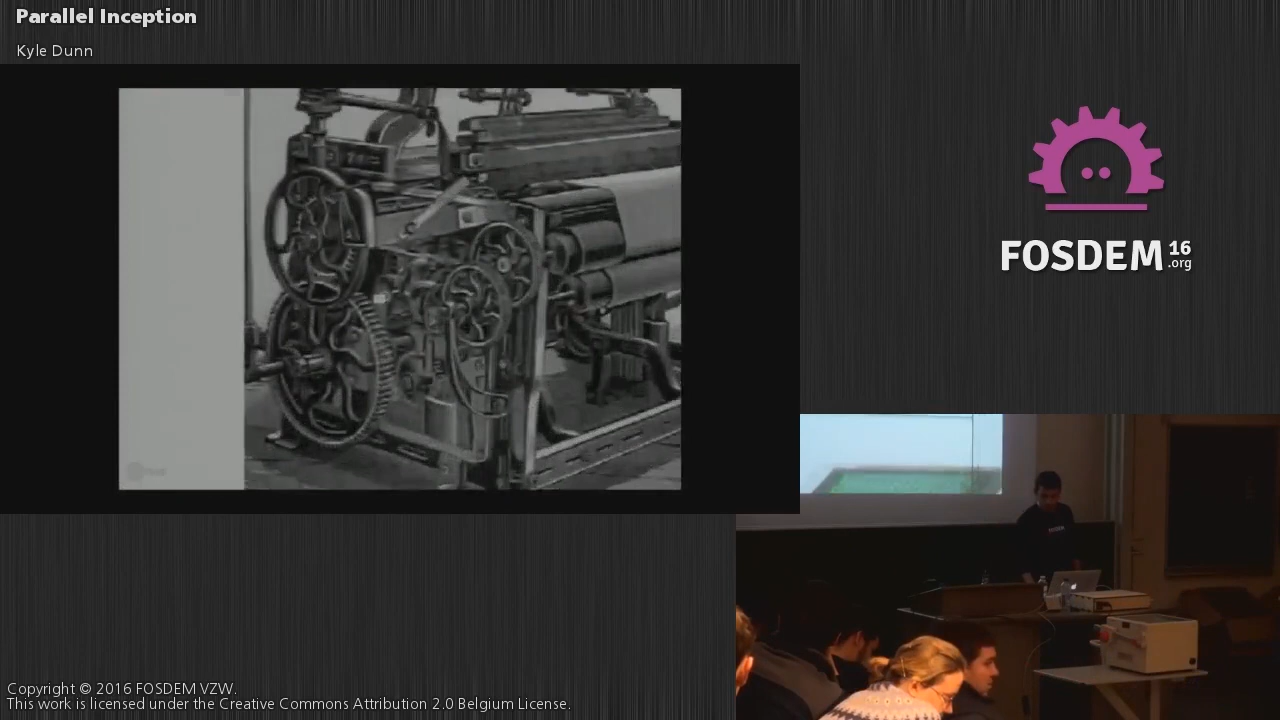 Parallel Inception
Kyle Dunn
FOSDEM 16
.org
Copyright © 2016 FOSDEM VZW.
This work is licensed under the Creative Commons Attribution 2.0 Belgium License.